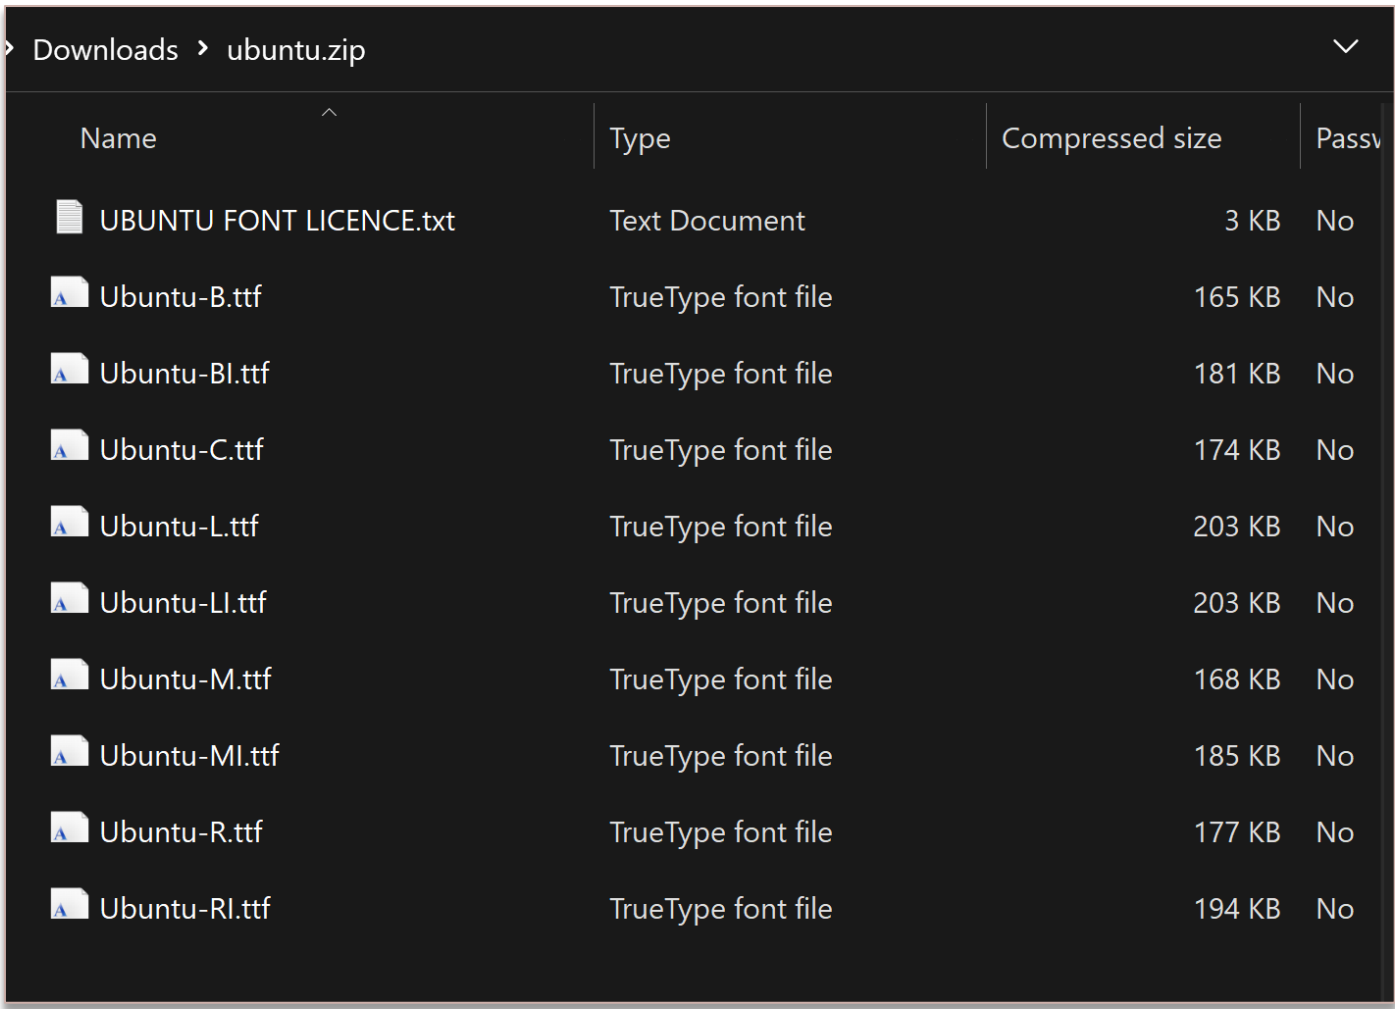 Downloads > ubuntu.zip
Name Type Compressed size Passw
UBUNTU FONT LICENCE.txt Text Document 3 KB No
Ubuntu-B.ttf TrueType font file 165 KB No
Ubuntu-BI.ttf TrueType font file 181 KB No
Ubuntu-C.ttf TrueType font file 174 KB No
Ubuntu-L.ttf TrueType font file 203 KB No
Ubuntu-LI.ttf TrueType font file 203 KB No
Ubuntu-M.ttf TrueType font file 168 KB No
Ubuntu-MI.ttf TrueType font file 185 KB No
Ubuntu-R.ttf TrueType font file 177 KB No
Ubuntu-RI.ttf TrueType font file 194 KB No